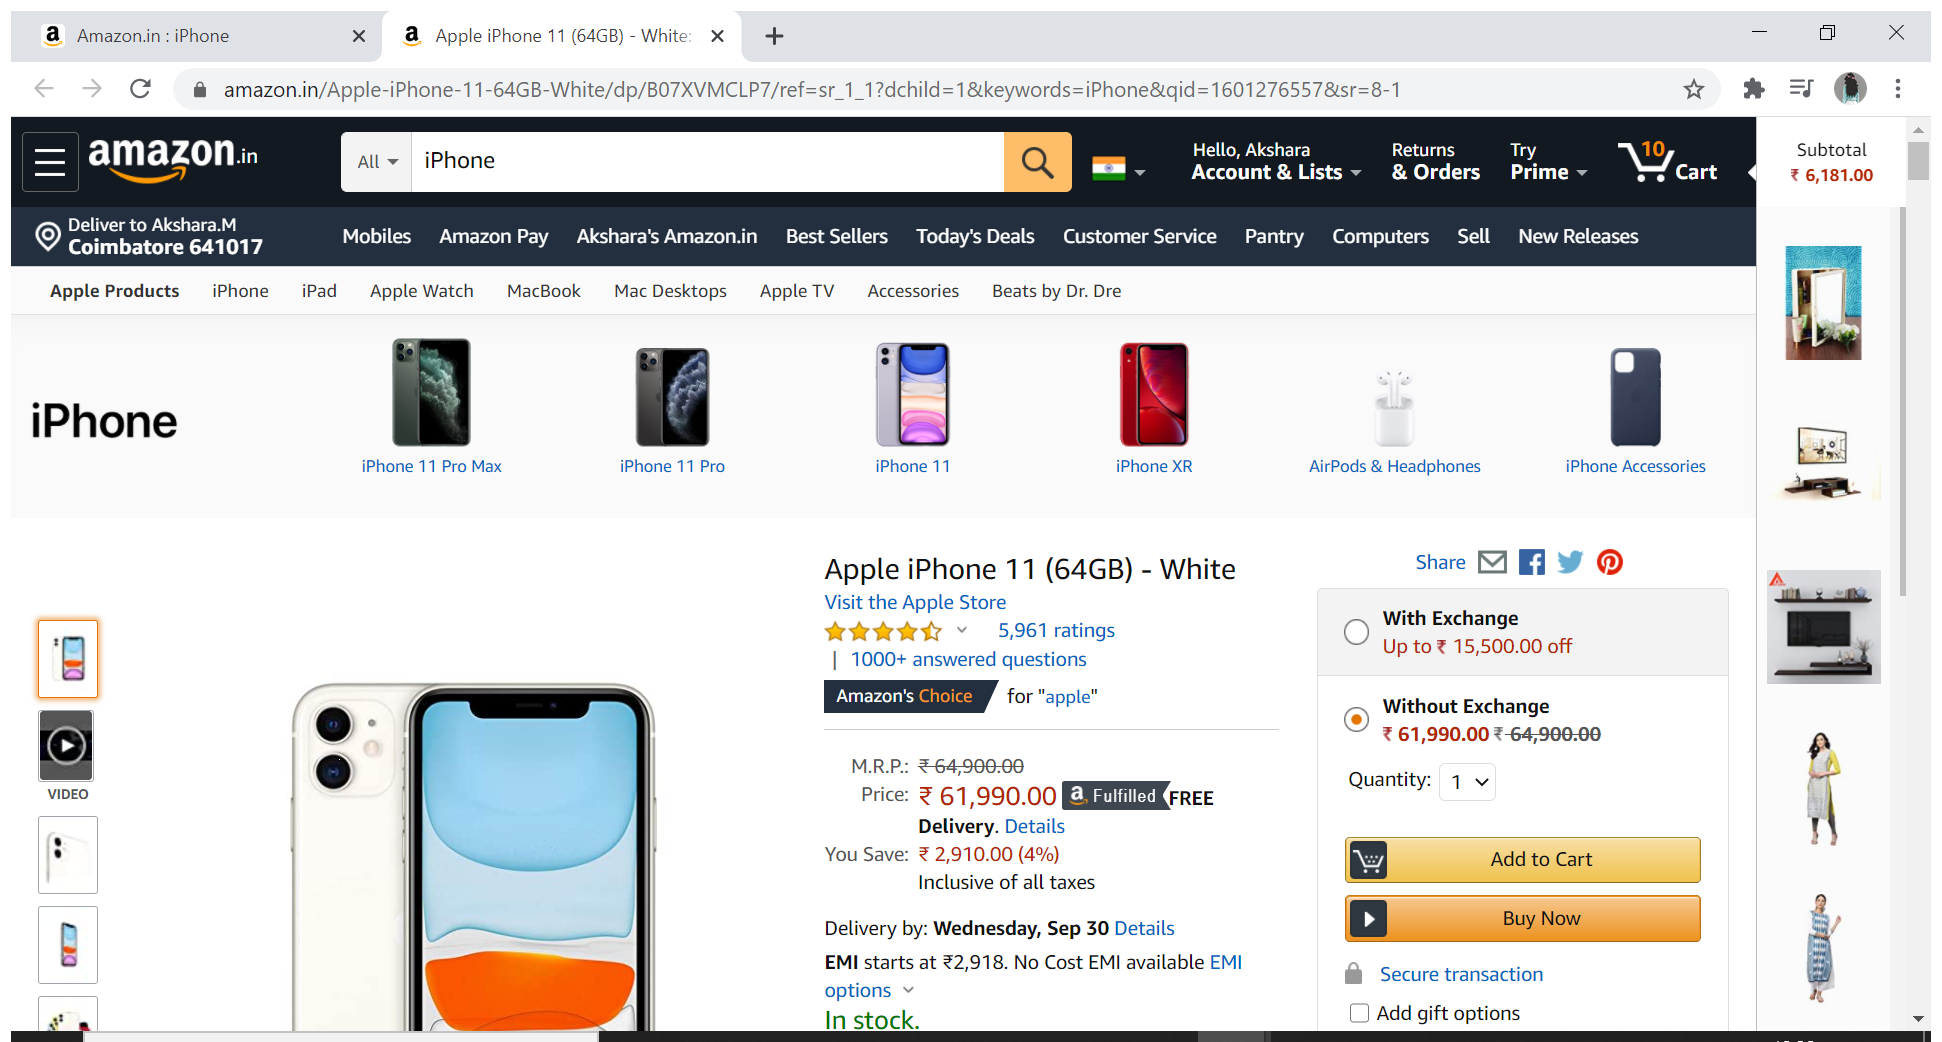 Amazon.in : iPhone
Apple iPhone 11 (64GB) - White:
amazon.in/Apple-iPhone-11-64GB-White/dp/B07XVMCLP7/ref=sr_1_1?dchild=1&keywords=iPhone&qid=1601276557&sr=8-1
amazon.in
All
iPhone
Hello, Akshara
Account & Lists
Returns
& Orders
Try
Prime
10
Cart
Subtotal
₹ 6,181.00
Deliver to Akshara.M
Coimbatore 641017
Mobiles Amazon Pay Akshara's Amazon.in Best Sellers Today's Deals Customer Service Pantry Computers Sell New Releases
Apple Products iPhone iPad Apple Watch MacBook Mac Desktops Apple TV Accessories Beats by Dr. Dre
iPhone
iPhone 11 Pro Max iPhone 11 Pro iPhone 11 iPhone XR AirPods & Headphones iPhone Accessories
VIDEO
Apple iPhone 11 (64GB) - White
Visit the Apple Store
5,961 ratings
| 1000+ answered questions
Amazon's Choice for "apple"
M.R.P.: ₹ 64,900.00
Price: ₹ 61,990.00 a Fulfilled FREE
Delivery. Details
You Save: ₹ 2,910.00 (4%)
Inclusive of all taxes
Delivery by: Wednesday, Sep 30 Details
EMI starts at ₹2,918. No Cost EMI available EMI
options
In stock.
Share
With Exchange
Up to ₹ 15,500.00 off
Without Exchange
₹ 61,990.00 ₹ 64,900.00
Quantity: 1
Add to Cart
Buy Now
Secure transaction
Add gift options